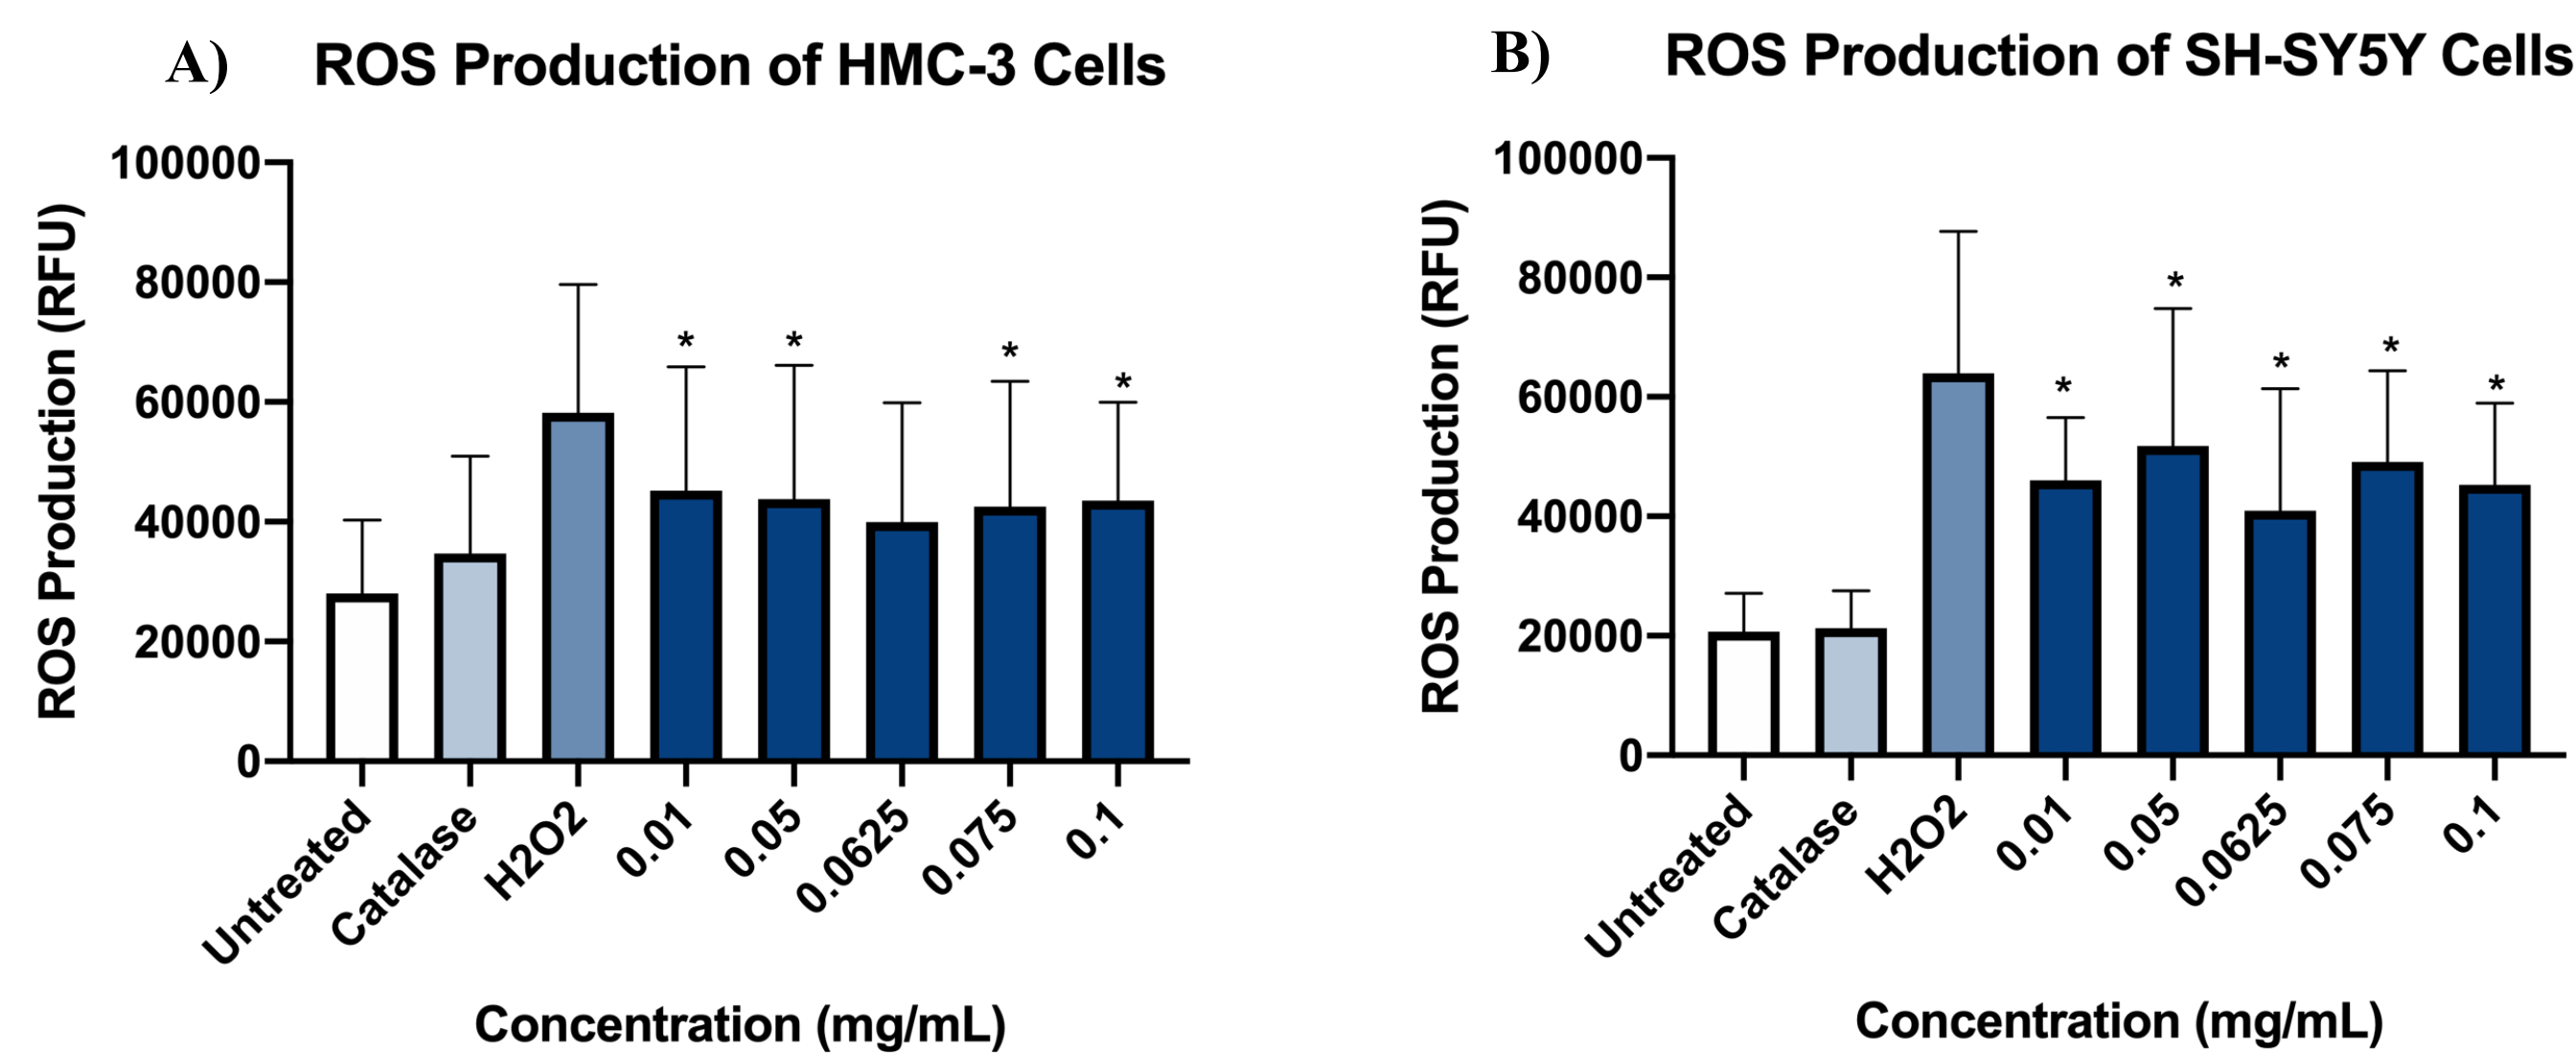 A) ROS Production of HMC-3 Cells
ROS Production (RFU)
100000
80000
60000
40000
20000
0
* * * *
Untreated Catalase H2O2 0.01 0.05 0.0625 0.075 0.1
Concentration (mg/mL)
B) ROS Production of SH-SY5Y Cells
ROS Production (RFU)
100000
80000
60000
40000
20000
0
* * * * *
Untreated Catalase H2O2 0.01 0.05 0.0625 0.075 0.1
Concentration (mg/mL)